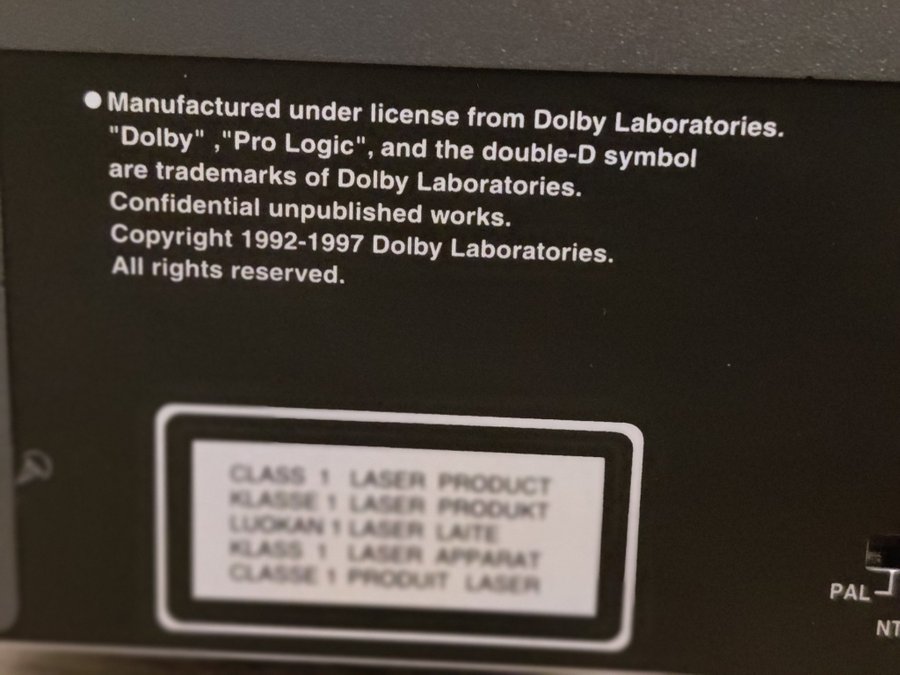 ● Manufactured under license from Dolby Laboratories.
"Dolby" ,"Pro Logic", and the double-D symbol
are trademarks of Dolby Laboratories.
Confidential unpublished works.
Copyright 1992-1997 Dolby Laboratories.
All rights reserved.
CLASS 1 LASER PRODUCT
KLASSE 1 LASER PRODUKT
LUOKAN 1 LASER LAITE
KLASS 1 LASER APPARAT
CLASSE 1 PRODUIT LASER
PAL
NT